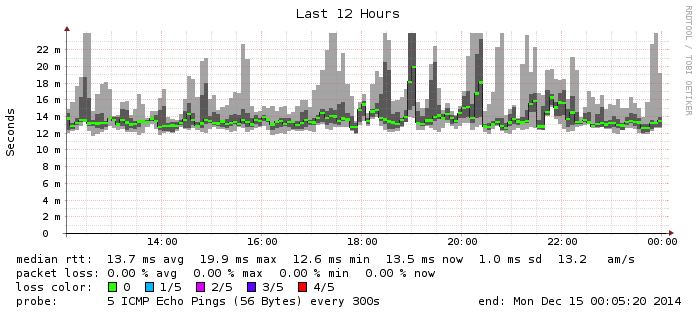 Last 12 Hours
RRDTOOL / TOBI OETIKER
Seconds
22 m
20 m
18 m
16 m
14 m
12 m
10 m
8 m
6 m
4 m
2 m
0
14:00 16:00 18:00 20:00 22:00 00:00
median rtt: 13.7 ms avg 19.9 ms max 12.6 ms min 13.5 ms now 1.0 ms sd 13.2 am/s
packet loss: 0.00 % avg 0.00 % max 0.00 % min 0.00 % now
loss color: 0 1/5 2/5 3/5 4/5
probe: 5 ICMP Echo Pings (56 Bytes) every 300s end: Mon Dec 15 00:05:20 2014